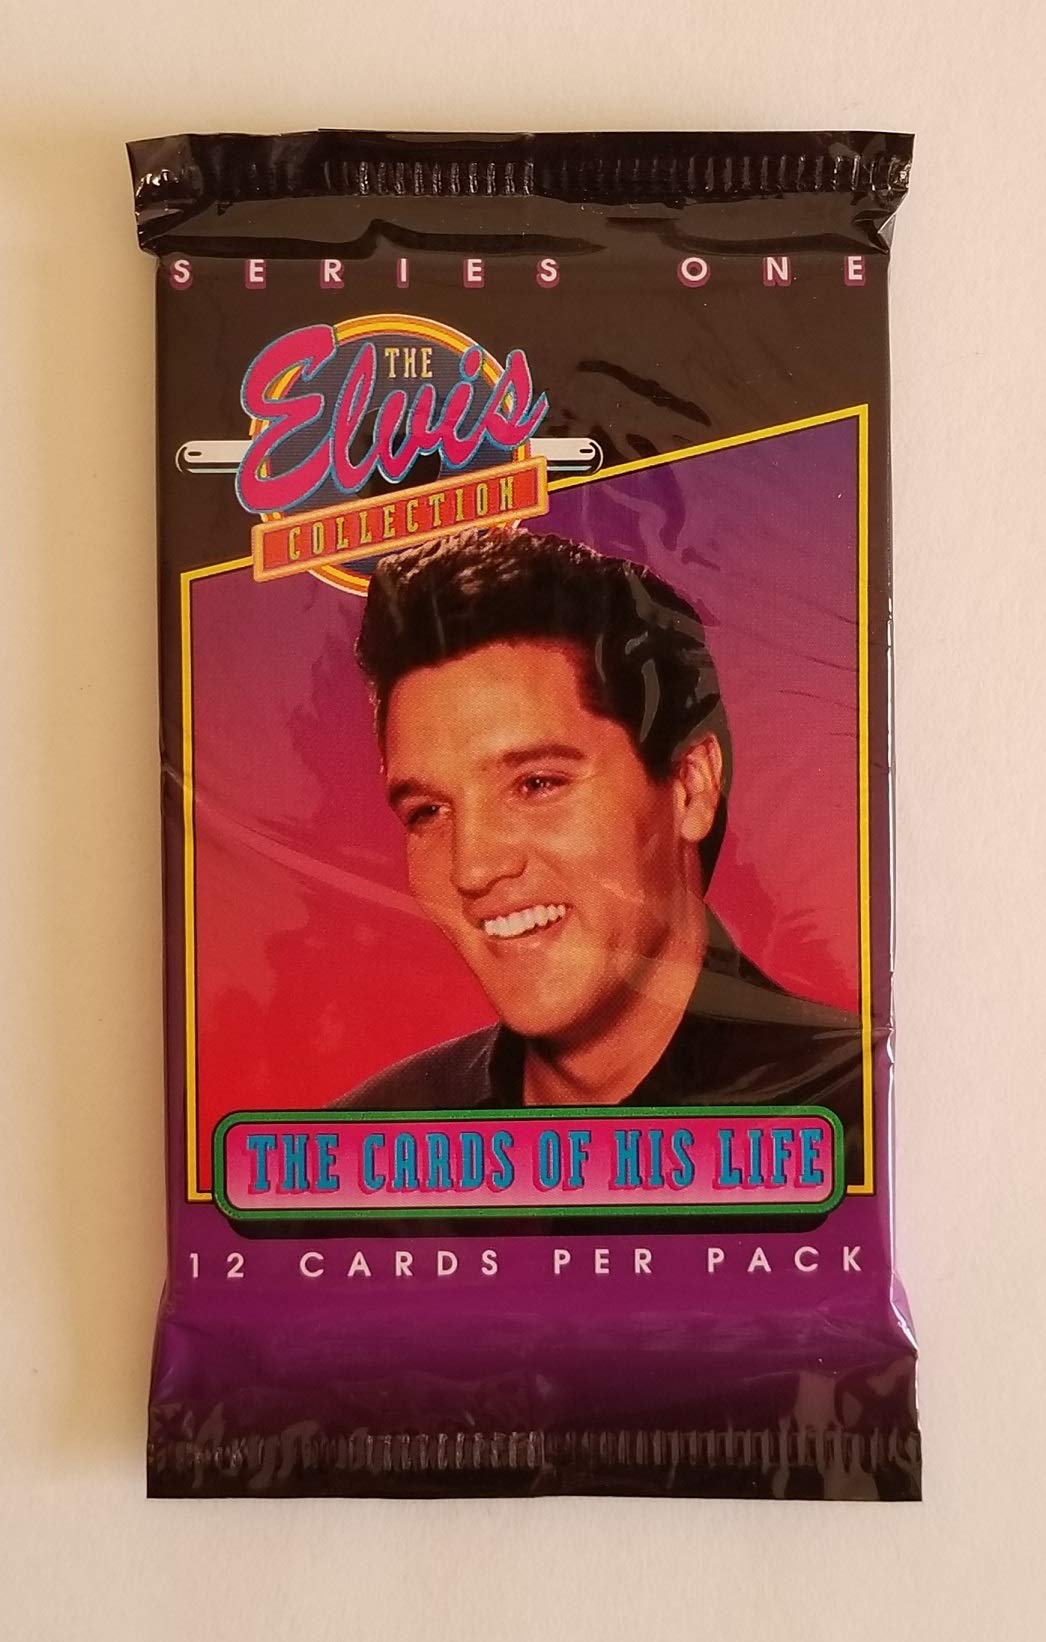 SERIES ONE
THE
Elvis
COLLECTION
THE CARDS OF HIS LIFE
12 CARDS PER PACK